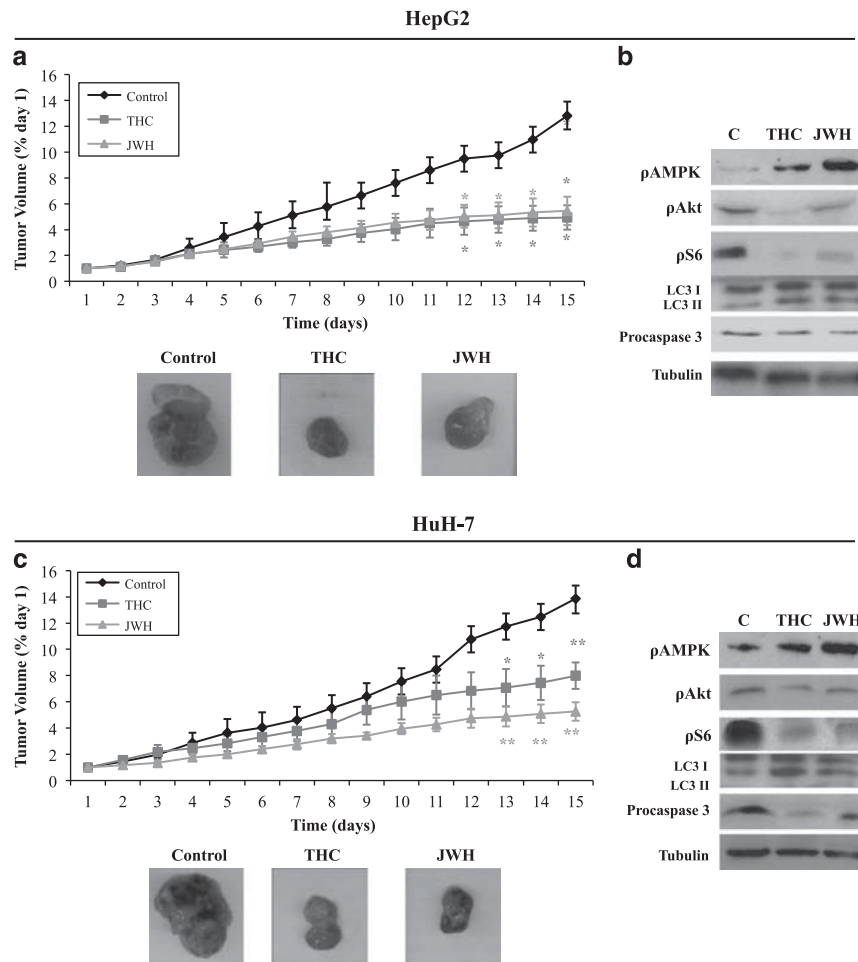 HepG2
a
16
14
12
10
8
6
4
2
0
Tumor Volume (% day 1)
Control
THC
JWH
* * * *
* * * *
1 2 3 4 5 6 7 8 9 10 11 12 13 14 15
Time (days)
Control THC JWH
b
C THC JWH
ρAMPK
ρAkt
ρS6
LC3 I
LC3 II
Procaspase 3
Tubulin
HuH-7
c
16
14
12
10
8
6
4
2
0
Tumor Volume (% day 1)
Control
THC
JWH
* * **
** ** **
1 2 3 4 5 6 7 8 9 10 11 12 13 14 15
Time (days)
Control THC JWH
d
C THC JWH
ρAMPK
ρAkt
ρS6
LC3 I
LC3 II
Procaspase 3
Tubulin